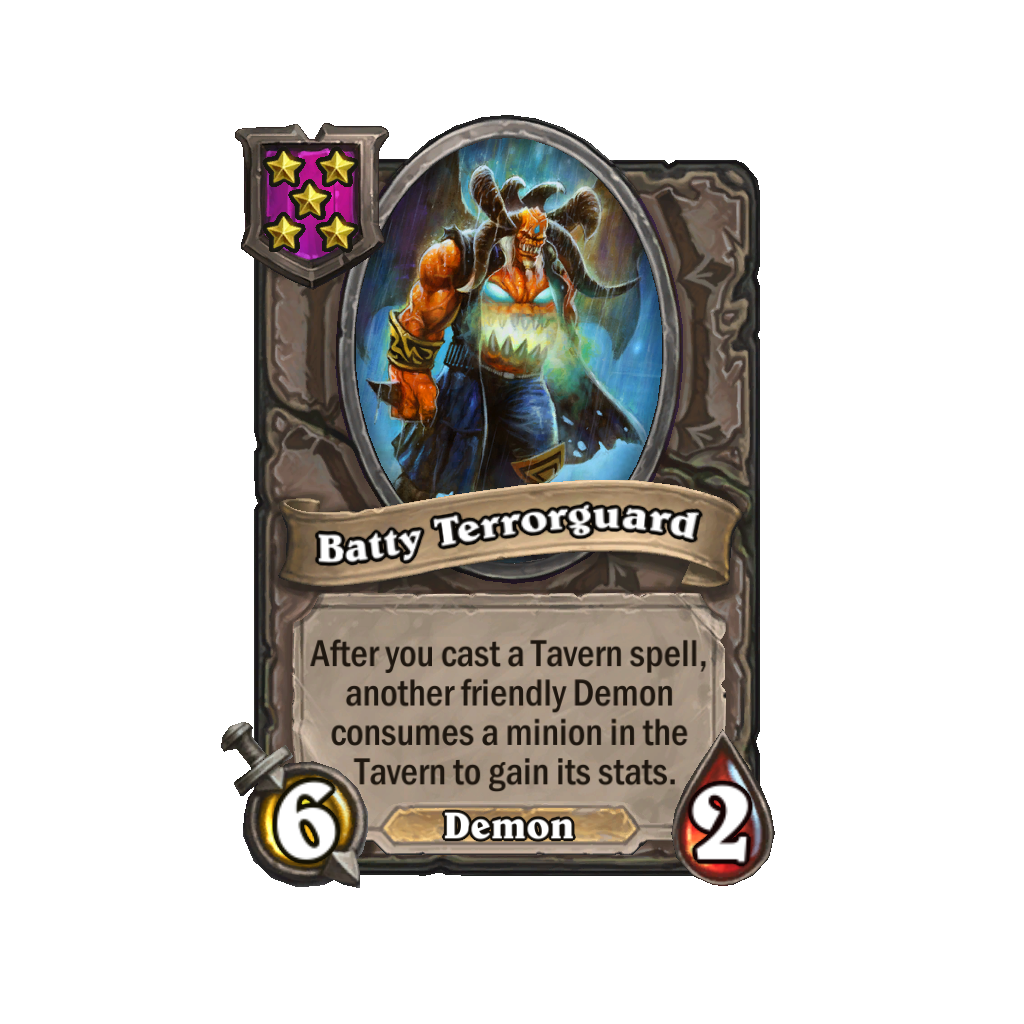 Batty Terrorguard
After you cast a Tavern spell,
another friendly Demon
consumes a minion in the
Tavern to gain its stats.
6
Demon
2